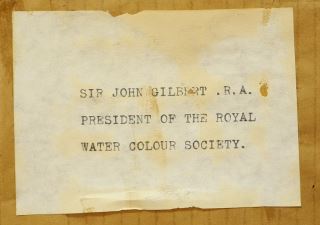 SIR JOHN GILBERT .R.A.
PRESIDENT OF THE ROYAL
WATER COLOUR SOCIETY.